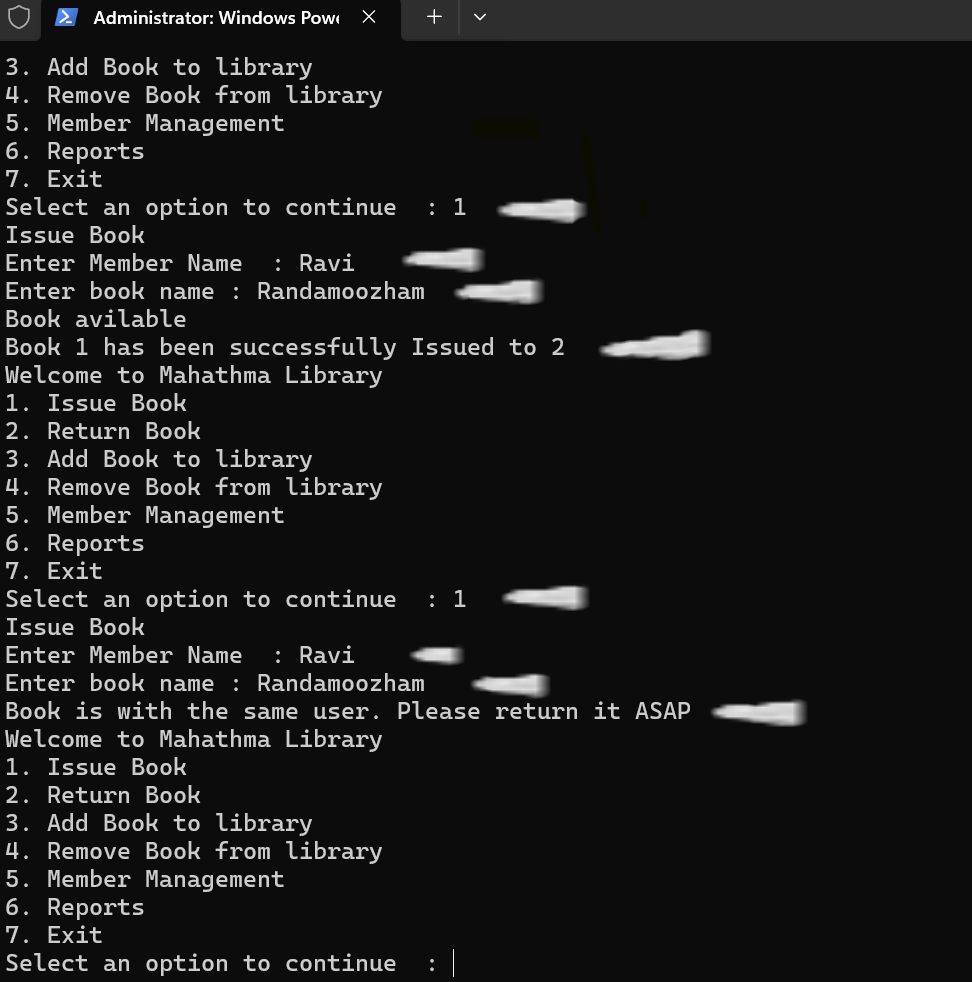 Administrator: Windows Powe
3. Add Book to library
4. Remove Book from library
5. Member Management
6. Reports
7. Exit
Select an option to continue  : 1
Issue Book
Enter Member Name  : Ravi
Enter book name : Randamoozham
Book avilable
Book 1 has been successfully Issued to 2
Welcome to Mahathma Library
1. Issue Book
2. Return Book
3. Add Book to library
4. Remove Book from library
5. Member Management
6. Reports
7. Exit
Select an option to continue  : 1
Issue Book
Enter Member Name  : Ravi
Enter book name : Randamoozham
Book is with the same user. Please return it ASAP
Welcome to Mahathma Library
1. Issue Book
2. Return Book
3. Add Book to library
4. Remove Book from library
5. Member Management
6. Reports
7. Exit
Select an option to continue  :